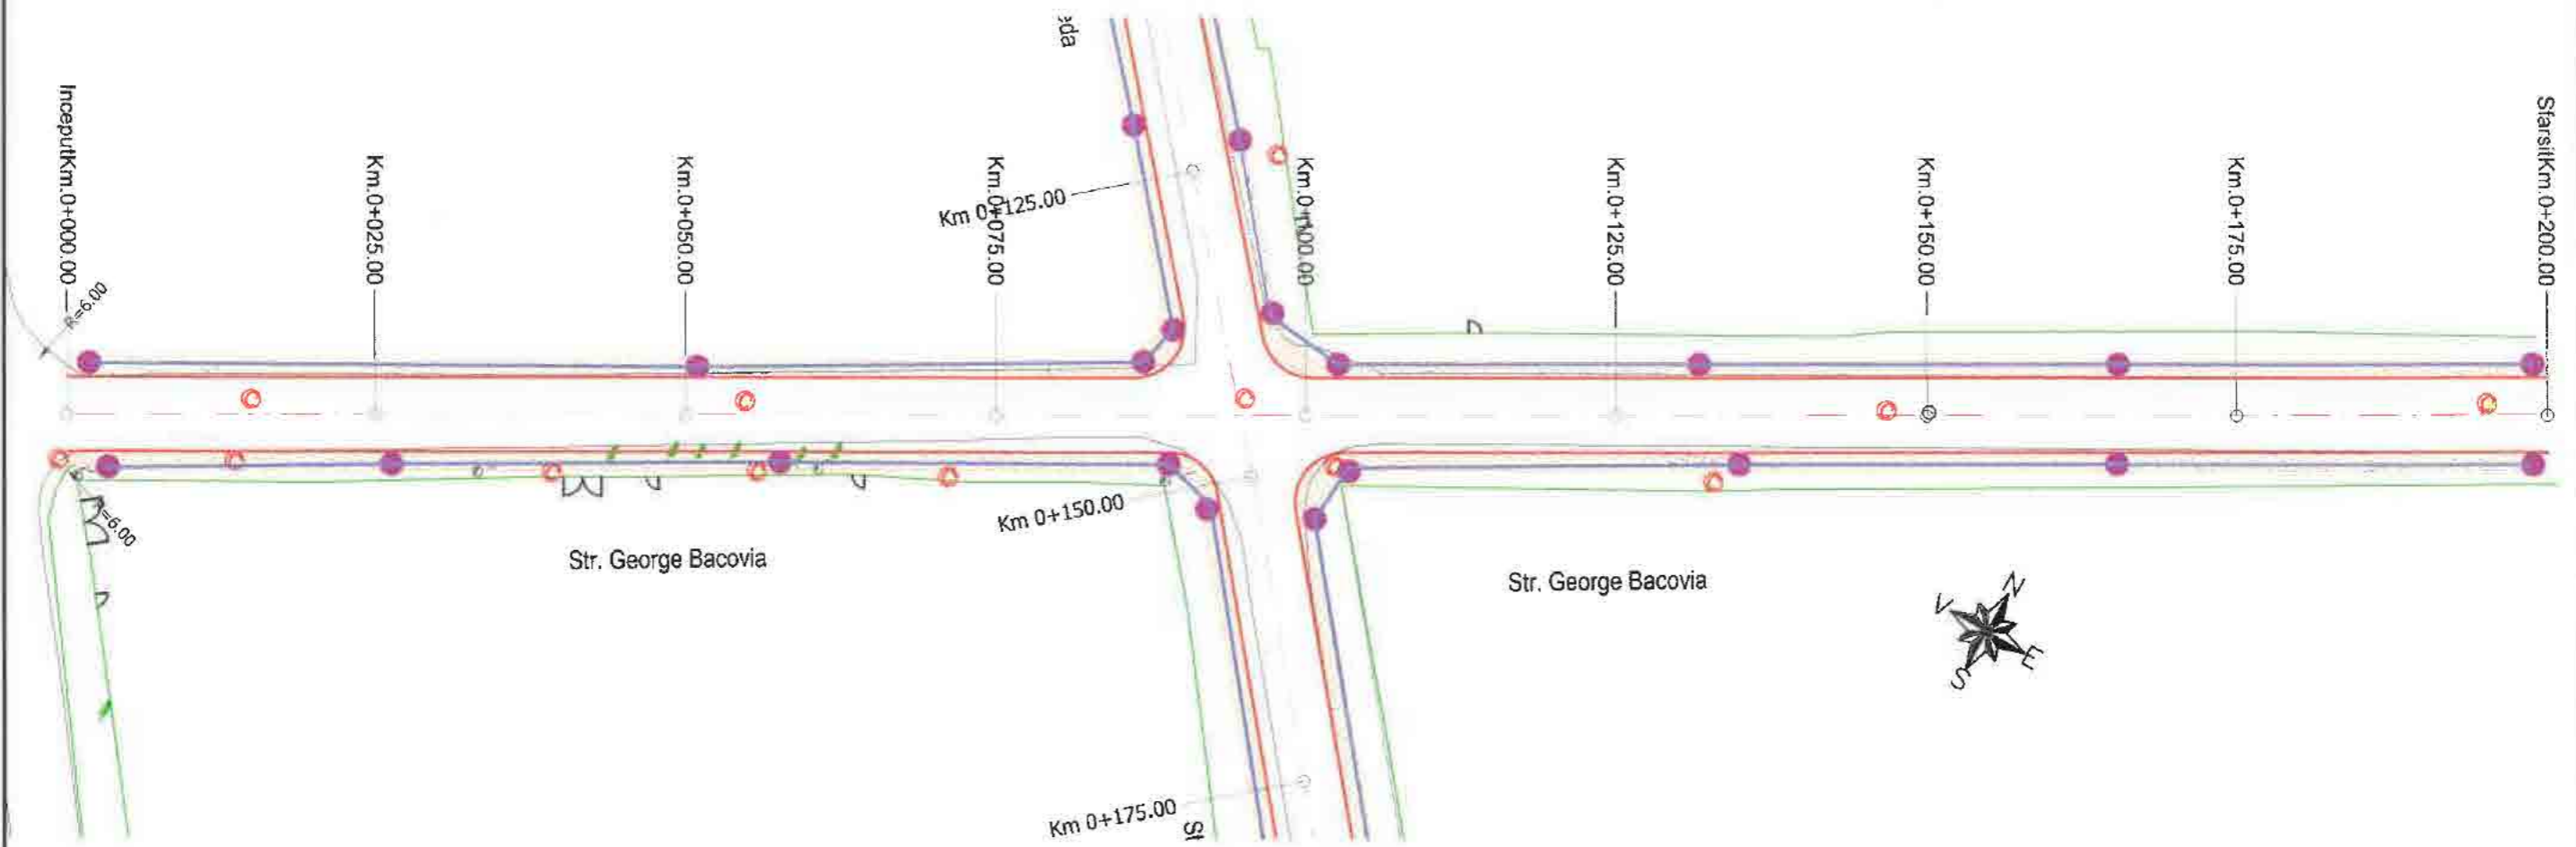 eda
InceputKm.0+000.00
Km.0+025.00
Km.0+050.00
Km.0+075.00
Km.0+100.00
Km.0+125.00
Km.0+150.00
Km.0+175.00
SfarsitKm.0+200.00
Km 0+125.00
R=6.00
R=6.00
Km 0+150.00
Str. George Bacovia
Str. George Bacovia
N
V
E
S
Km 0+175.00
St